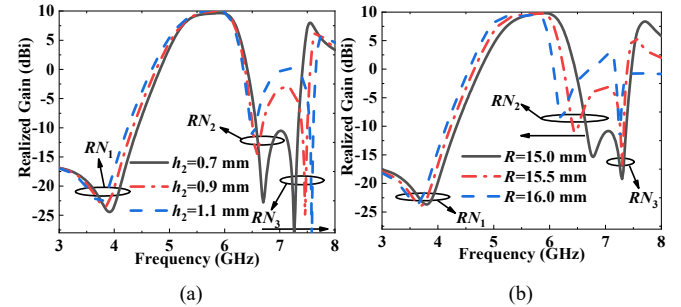 (a)
Realized Gain (dBi)
10
5
0
-5
-10
-15
-20
-25
RN1
RN2
RN3
h2=0.7 mm
h2=0.9 mm
h2=1.1 mm
3 4 5 6 7 8
Frequency (GHz)
(a)
(b)
Realized Gain (dBi)
10
5
0
-5
-10
-15
-20
-25
RN2
R=15.0 mm
R=15.5 mm
R=16.0 mm
RN1
RN3
3 4 5 6 7 8
Frequency (GHz)
(b)